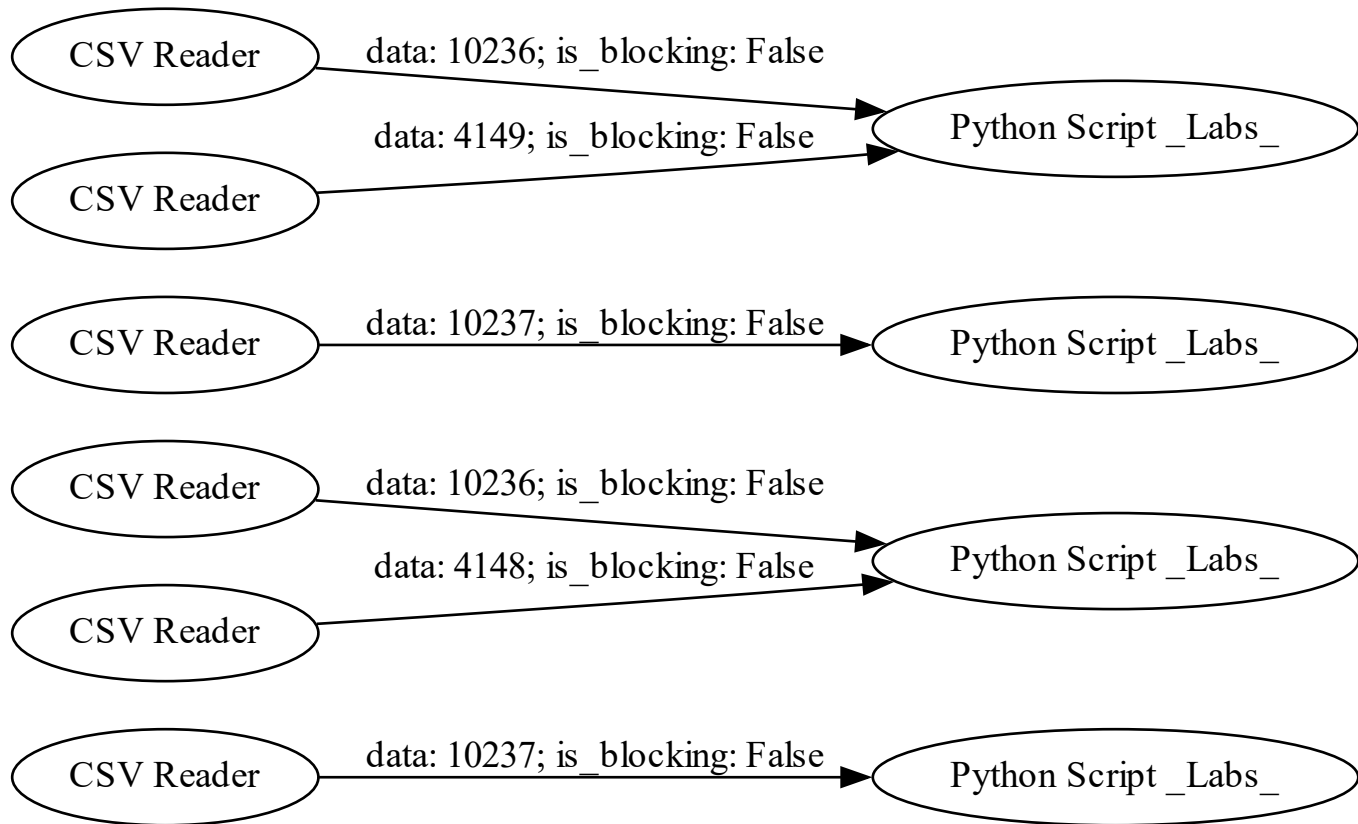 CSV Reader
data: 10236; is_blocking: False
Python Script _Labs_
data: 4149; is_blocking: False
CSV Reader
CSV Reader
data: 10237; is_blocking: False
Python Script _Labs_
CSV Reader
data: 10236; is_blocking: False
Python Script _Labs_
data: 4148; is_blocking: False
CSV Reader
CSV Reader
data: 10237; is_blocking: False
Python Script _Labs_